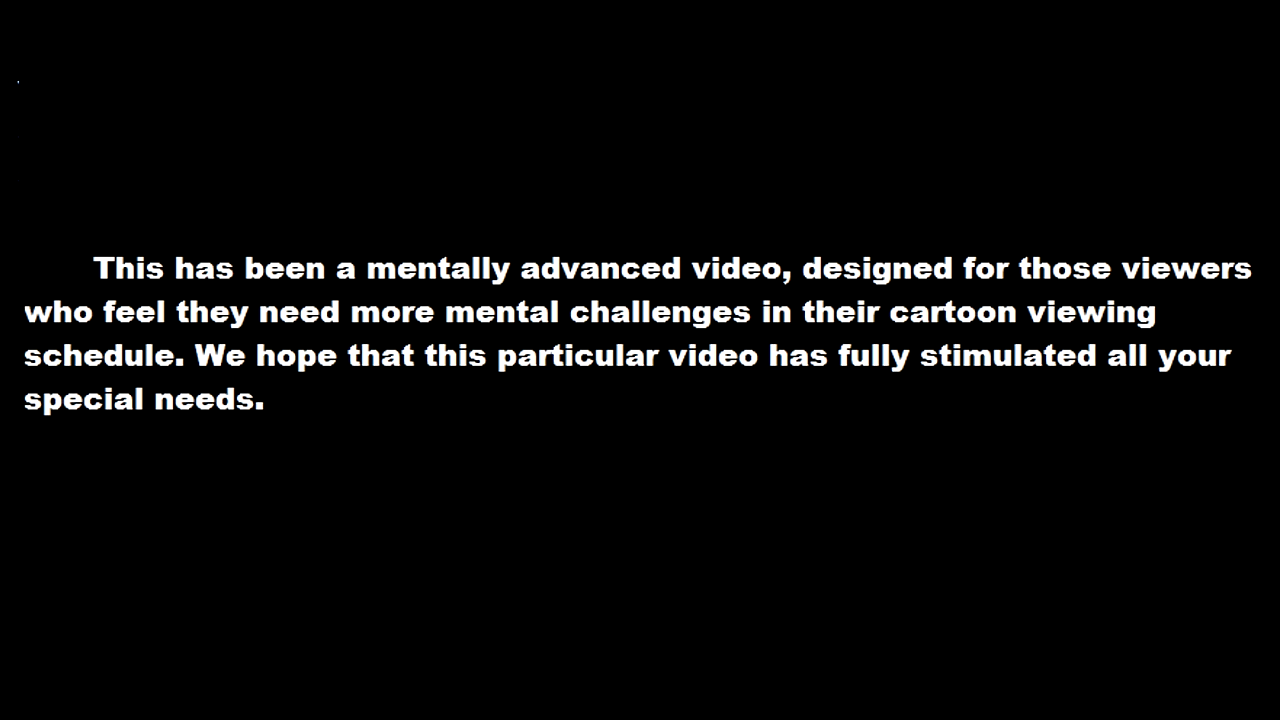 This has been a mentally advanced video, designed for those viewers
who feel they need more mental challenges in their cartoon viewing
schedule. We hope that this particular video has fully stimulated all your
special needs.